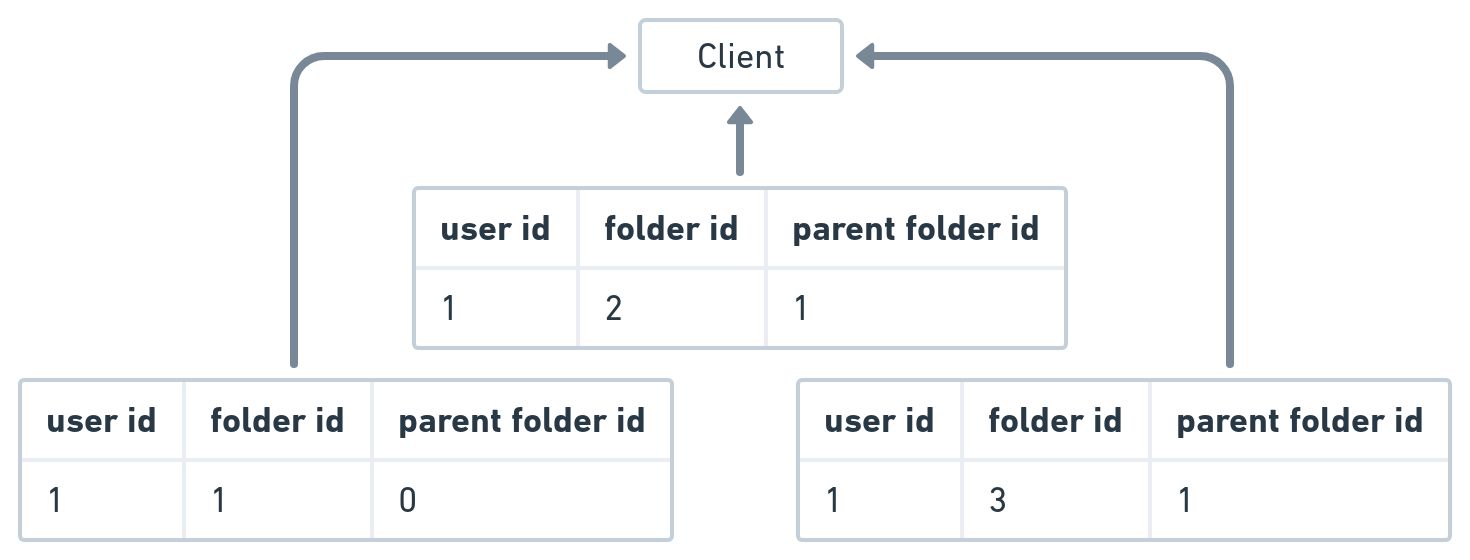 Client
user id folder id parent folder id
1 2 1
user id folder id parent folder id
1 1 0
user id folder id parent folder id
1 3 1